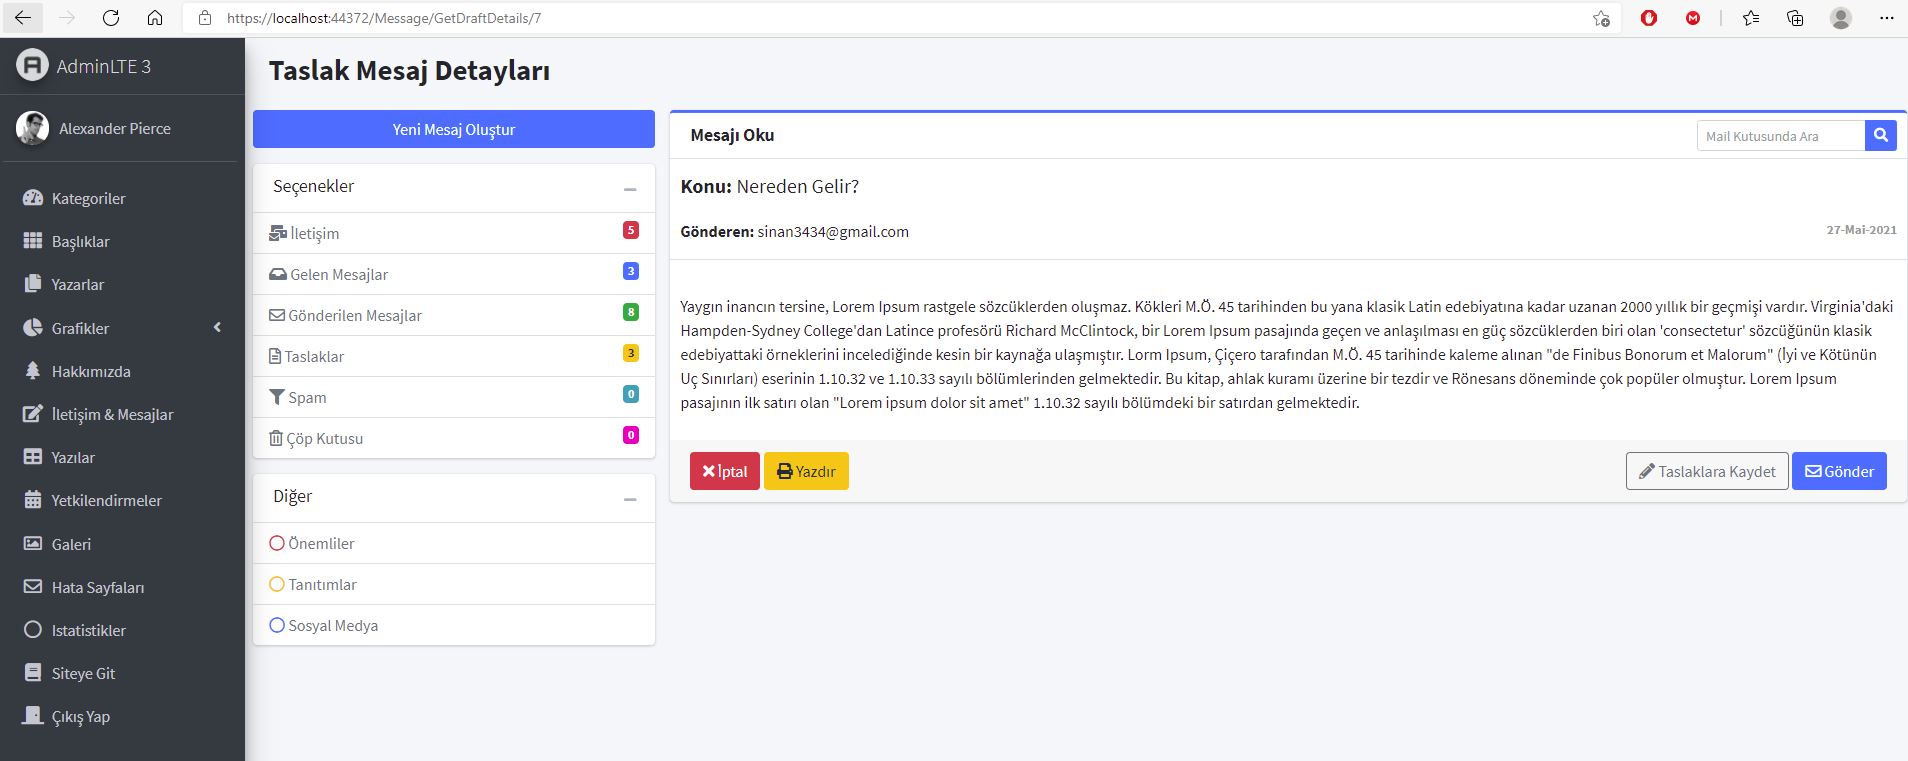 https://localhost:44372/Message/GetDraftDetails/7
AdminLTE 3
Alexander Pierce
Kategoriler
Başlıklar
Yazarlar
Grafikler
Hakkımızda
İletişim & Mesajlar
Yazılar
Yetkilendirmeler
Galeri
Hata Sayfaları
Istatistikler
Siteye Git
Çıkış Yap
Taslak Mesaj Detayları
Yeni Mesaj Oluştur
Seçenekler
İletişim 5
Gelen Mesajlar 3
Gönderilen Mesajlar 8
Taslaklar 3
Spam 0
Çöp Kutusu 0
Diğer
Önemliler
Tanıtımlar
Sosyal Medya
Mesajı Oku
Mail Kutusunda Ara
Konu: Nereden Gelir?
Gönderen: sinan3434@gmail.com 27-Mai-2021
Yaygın inancın tersine, Lorem Ipsum rastgele sözcüklerden oluşmaz. Kökleri M.Ö. 45 tarihinden bu yana klasik Latin edebiyatına kadar uzanan 2000 yıllık bir geçmişi vardır. Virginia'daki
Hampden-Sydney College'dan Latince profesörü Richard McClintock, bir Lorem Ipsum pasajında geçen ve anlaşılması en güç sözcüklerden biri olan 'consectetur' sözcüğünün klasik
edebiyattaki örneklerini incelediğinde kesin bir kaynağa ulaşmıştır. Lorm Ipsum, Çiçero tarafından M.Ö. 45 tarihinde kaleme alınan "de Finibus Bonorum et Malorum" (İyi ve Kötünün
Uç Sınırları) eserinin 1.10.32 ve 1.10.33 sayılı bölümlerinden gelmektedir. Bu kitap, ahlak kuramı üzerine bir tezdir ve Rönesans döneminde çok popüler olmuştur. Lorem Ipsum
pasajının ilk satırı olan "Lorem ipsum dolor sit amet" 1.10.32 sayılı bölümdeki bir satırdan gelmektedir.
İptal
Yazdır
Taslaklara Kaydet
Gönder